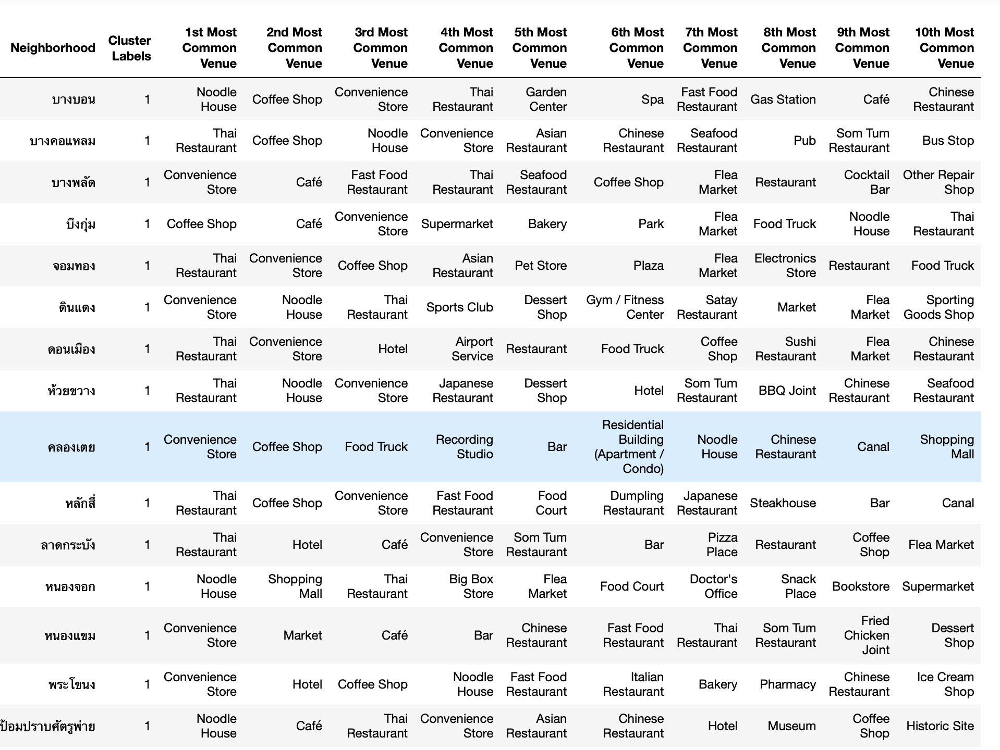 Neighborhood Cluster Labels 1st Most Common Venue 2nd Most Common Venue 3rd Most Common Venue 4th Most Common Venue 5th Most Common Venue 6th Most Common Venue 7th Most Common Venue 8th Most Common Venue 9th Most Common Venue 10th Most Common Venue
บางบอน 1 Noodle House Coffee Shop Convenience Store Thai Restaurant Garden Center Spa Fast Food Restaurant Gas Station Café Chinese Restaurant
บางคอแหลม 1 Thai Restaurant Coffee Shop Noodle House Convenience Store Asian Restaurant Chinese Restaurant Seafood Restaurant Pub Som Tum Restaurant Bus Stop
บางพลัด 1 Convenience Store Café Fast Food Restaurant Thai Restaurant Seafood Restaurant Coffee Shop Flea Market Restaurant Cocktail Bar Other Repair Shop
บึงกุ่ม 1 Coffee Shop Café Convenience Store Supermarket Bakery Park Flea Market Food Truck Noodle House Thai Restaurant
จอมทอง 1 Thai Restaurant Convenience Store Coffee Shop Asian Restaurant Pet Store Plaza Flea Market Electronics Store Restaurant Food Truck
ดินแดง 1 Convenience Store Noodle House Thai Restaurant Sports Club Dessert Shop Gym / Fitness Center Satay Restaurant Market Flea Market Sporting Goods Shop
ดอนเมือง 1 Thai Restaurant Convenience Store Hotel Airport Service Restaurant Food Truck Coffee Shop Sushi Restaurant Flea Market Chinese Restaurant
ห้วยขวาง 1 Thai Restaurant Noodle House Convenience Store Japanese Restaurant Dessert Shop Hotel Som Tum Restaurant BBQ Joint Chinese Restaurant Seafood Restaurant
คลองเตย 1 Convenience Store Coffee Shop Food Truck Recording Studio Bar Residential Building (Apartment / Condo) Noodle House Chinese Restaurant Canal Shopping Mall
หลักสี่ 1 Thai Restaurant Coffee Shop Convenience Store Fast Food Restaurant Food Court Dumpling Restaurant Japanese Restaurant Steakhouse Bar Canal
ลาดกระบัง 1 Thai Restaurant Hotel Café Convenience Store Som Tum Restaurant Bar Pizza Place Restaurant Coffee Shop Flea Market
หนองจอก 1 Noodle House Shopping Mall Thai Restaurant Big Box Store Flea Market Food Court Doctor's Office Snack Place Bookstore Supermarket
หนองแขม 1 Convenience Store Market Café Bar Chinese Restaurant Fast Food Restaurant Thai Restaurant Som Tum Restaurant Fried Chicken Joint Dessert Shop
พระโขนง 1 Convenience Store Hotel Coffee Shop Noodle House Fast Food Restaurant Italian Restaurant Bakery Pharmacy Chinese Restaurant Ice Cream Shop
ป้อมปราบศัตรูพ่าย 1 Noodle House Café Thai Restaurant Convenience Store Asian Restaurant Chinese Restaurant Hotel Museum Coffee Shop Historic Site